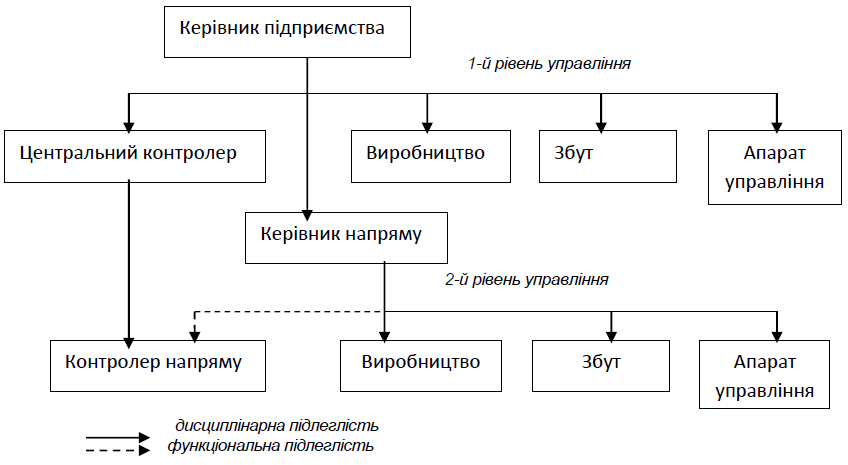 Керівник підприємства
1-й рівень управління
Центральний контролер
Виробництво
Збут
Апарат
управління
Керівник напряму
2-й рівень управління
Контролер напряму
Виробництво
Збут
Апарат
управління
дисциплінарна підлеглість
функціональна підлеглість